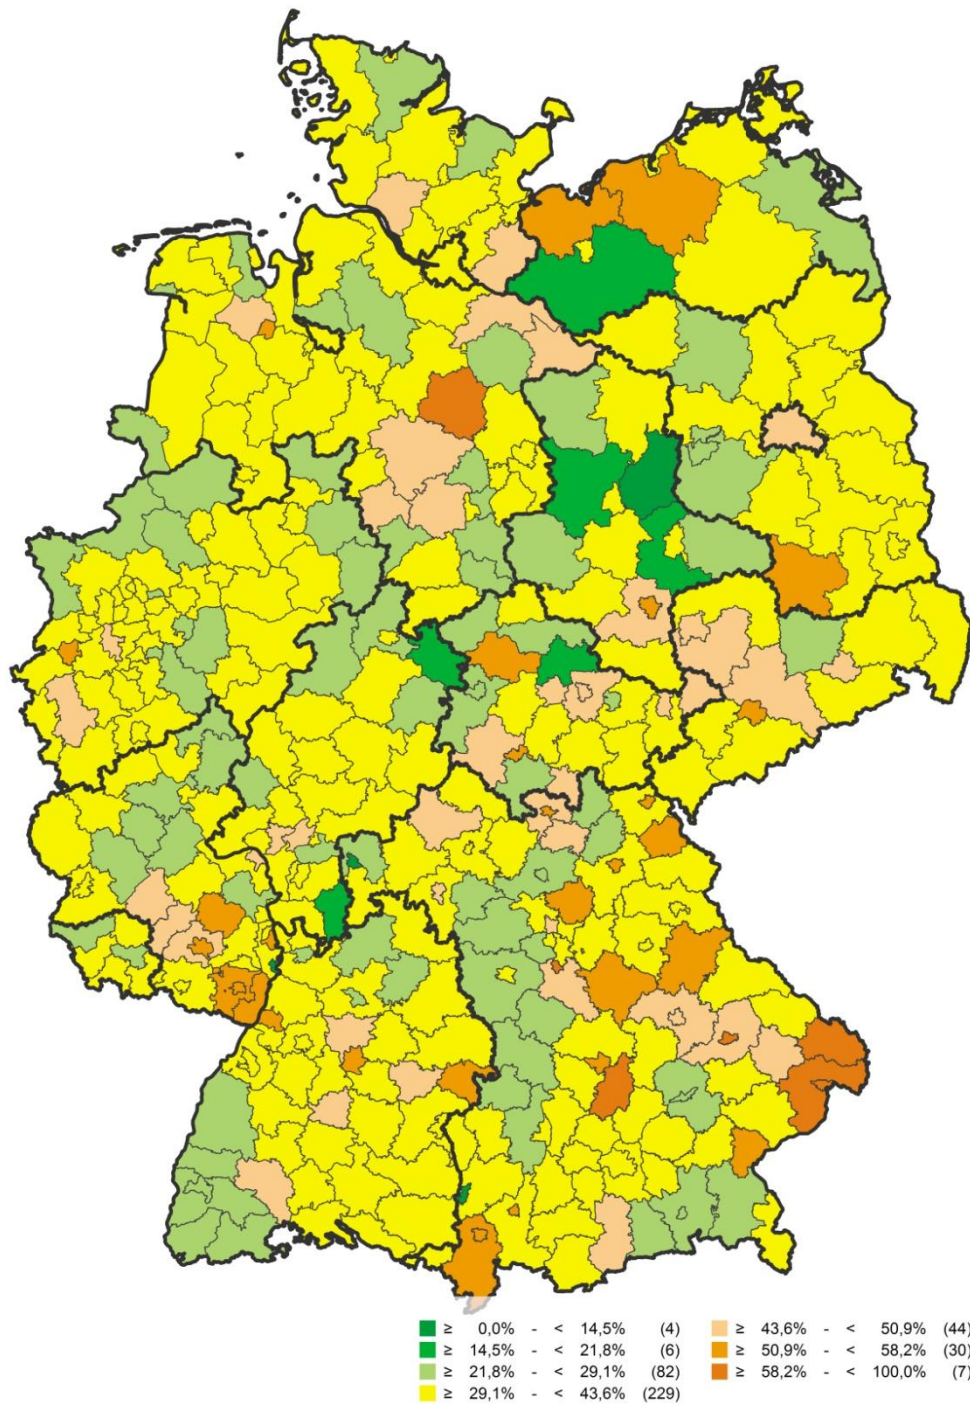 ≥ 0,0% - < 14,5% (4)
≥ 14,5% - < 21,8% (6)
≥ 21,8% - < 29,1% (82)
≥ 29,1% - < 43,6% (229)
≥ 43,6% - < 50,9% (44)
≥ 50,9% - < 58,2% (30)
≥ 58,2% - < 100,0% (7)